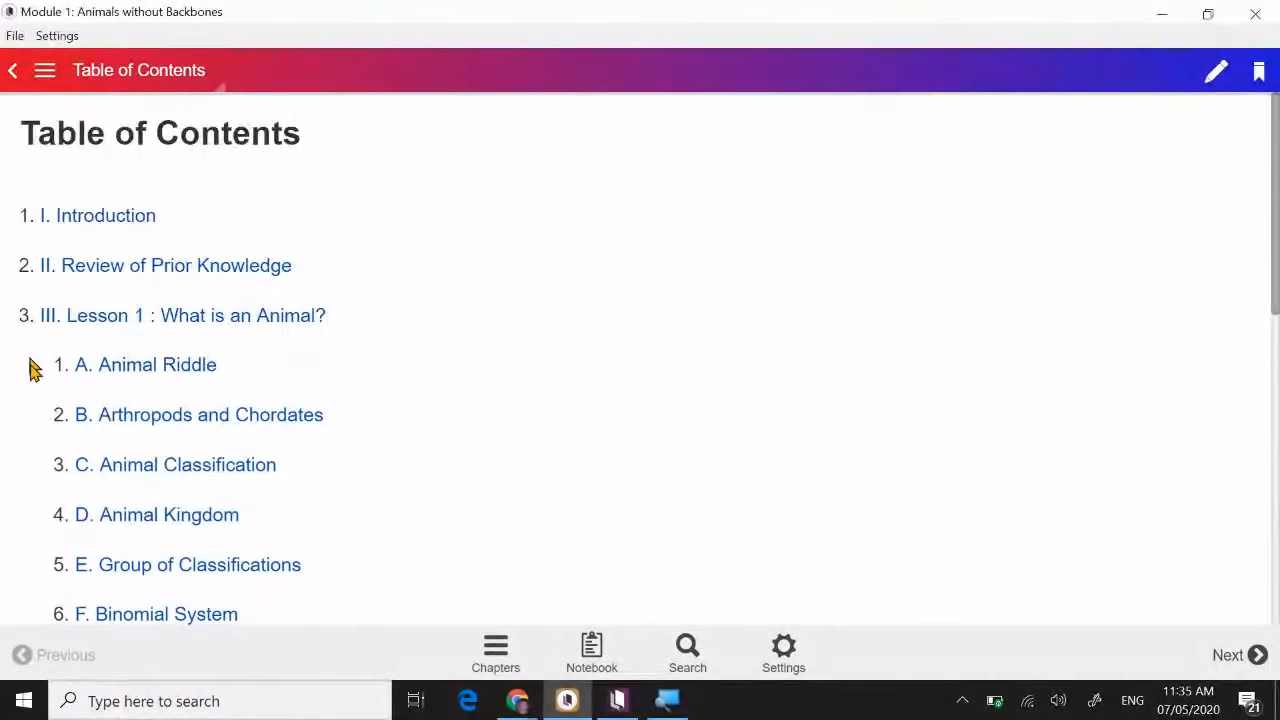 Module 1: Animals without Backbones
File Settings
Table of Contents
Table of Contents
1. I. Introduction
2. II. Review of Prior Knowledge
3. III. Lesson 1 : What is an Animal?
1. A. Animal Riddle
2. B. Arthropods and Chordates
3. C. Animal Classification
4. D. Animal Kingdom
5. E. Group of Classifications
6. F. Binomial System
Previous
Chapters
Notebook
Search
Settings
Next
Type here to search
ENG
11:35 AM
07/05/2020
21